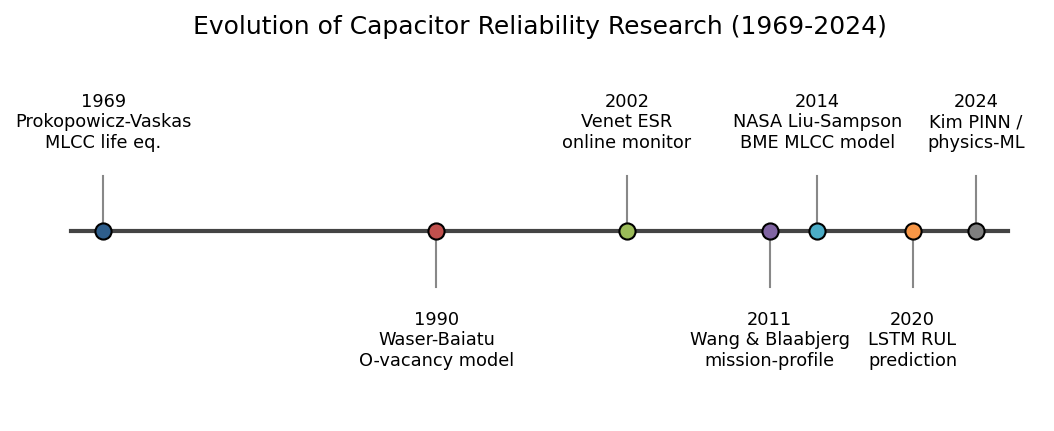 Evolution of Capacitor Reliability Research (1969-2024)
1969
Prokopowicz-Vaskas
MLCC life eq.
2002
Venet ESR
online monitor
2014
NASA Liu-Sampson
BME MLCC model
2024
Kim PINN /
physics-ML
1990
Waser-Baiatu
O-vacancy model
2011
Wang & Blaabjerg
mission-profile
2020
LSTM RUL
prediction